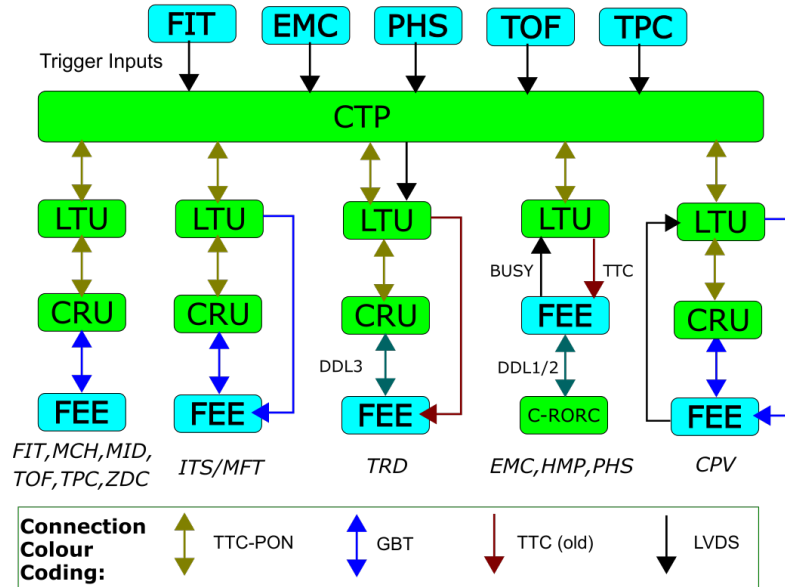 FIT EMC PHS TOF TPC
Trigger Inputs
CTP
LTU LTU LTU LTU LTU
BUSY TTC
CRU CRU CRU FEE CRU
DDL3 DDL1/2
FEE FEE FEE C-RORC FEE
FIT,MCH,MID,
TOF,TPC,ZDC
ITS/MFT
TRD
EMC,HMP,PHS
CPV
Connection
Colour
Coding:
TTC-PON
GBT
TTC (old)
LVDS